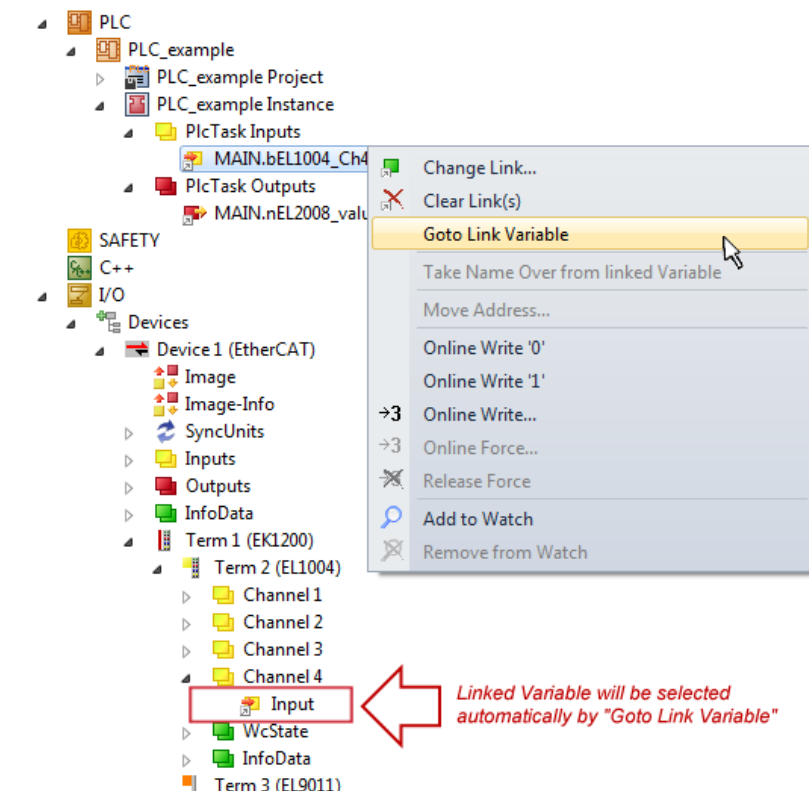 PLC
PLC_example
PLC_example Project
PLC_example Instance
PlcTask Inputs
MAIN.bEL1004_Ch4
PlcTask Outputs
MAIN.nEL2008_valu
SAFETY
C++
I/O
Devices
Device 1 (EtherCAT)
Image
Image-Info
SyncUnits
Inputs
Outputs
InfoData
Term 1 (EK1200)
Term 2 (EL1004)
Channel 1
Channel 2
Channel 3
Channel 4
Input
WcState
InfoData
Term 3 (EL9011)
Change Link...
Clear Link(s)
Goto Link Variable
Take Name Over from linked Variable
Move Address...
Online Write '0'
Online Write '1'
→3 Online Write...
→3 Online Force...
Release Force
Add to Watch
Remove from Watch
Linked Variable will be selected
automatically by "Goto Link Variable"